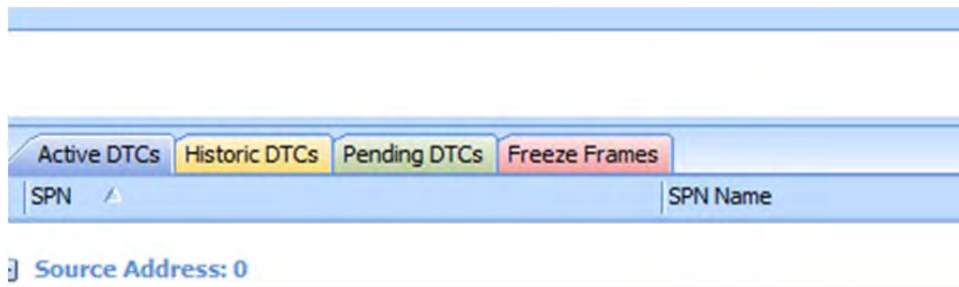 Active DTCs Historic DTCs Pending DTCs Freeze Frames
SPN SPN Name
Source Address: 0